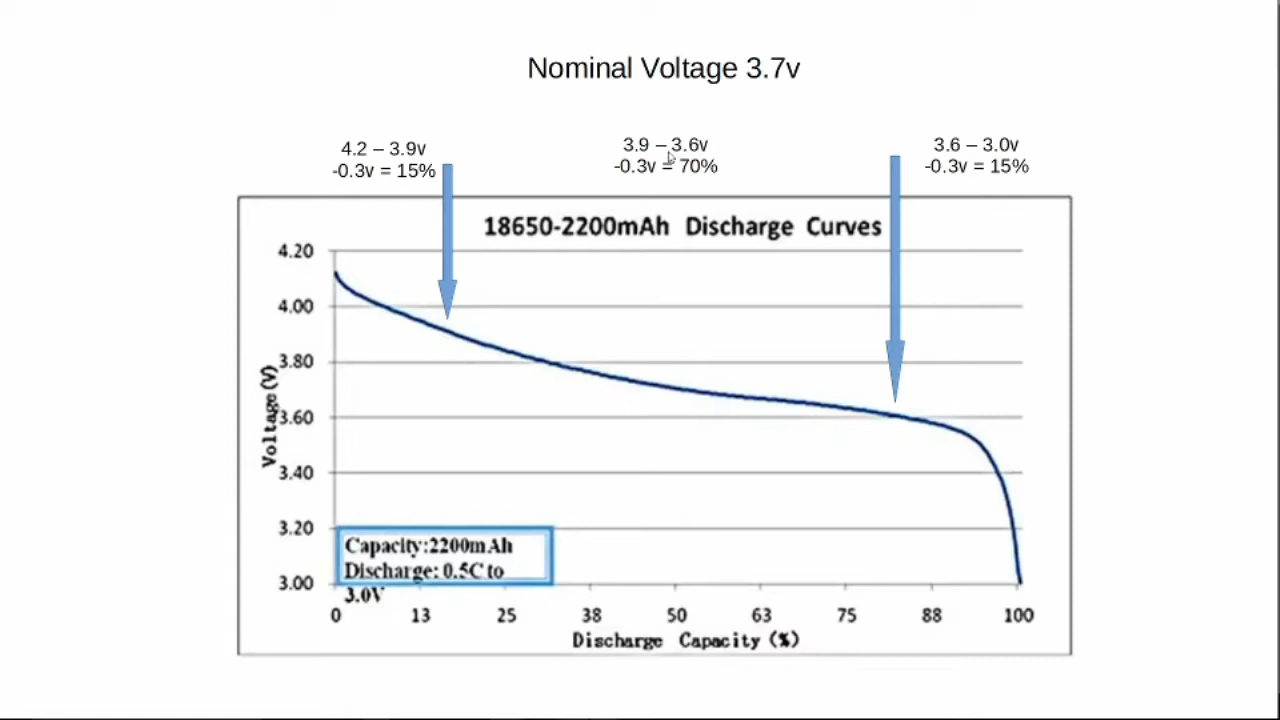 Nominal Voltage 3.7v
4.2 – 3.9v
-0.3v = 15%
3.9 – 3.6v
-0.3v = 70%
3.6 – 3.0v
-0.3v = 15%
18650-2200mAh Discharge Curves
4.20
4.00
3.80
3.60
3.40
3.20
3.00
Voltage(V)
Capacity:2200mAh
Discharge: 0.5C to
3.0V
0 13 25 38 50 63 75 88 100
Discharge Capacity(%)